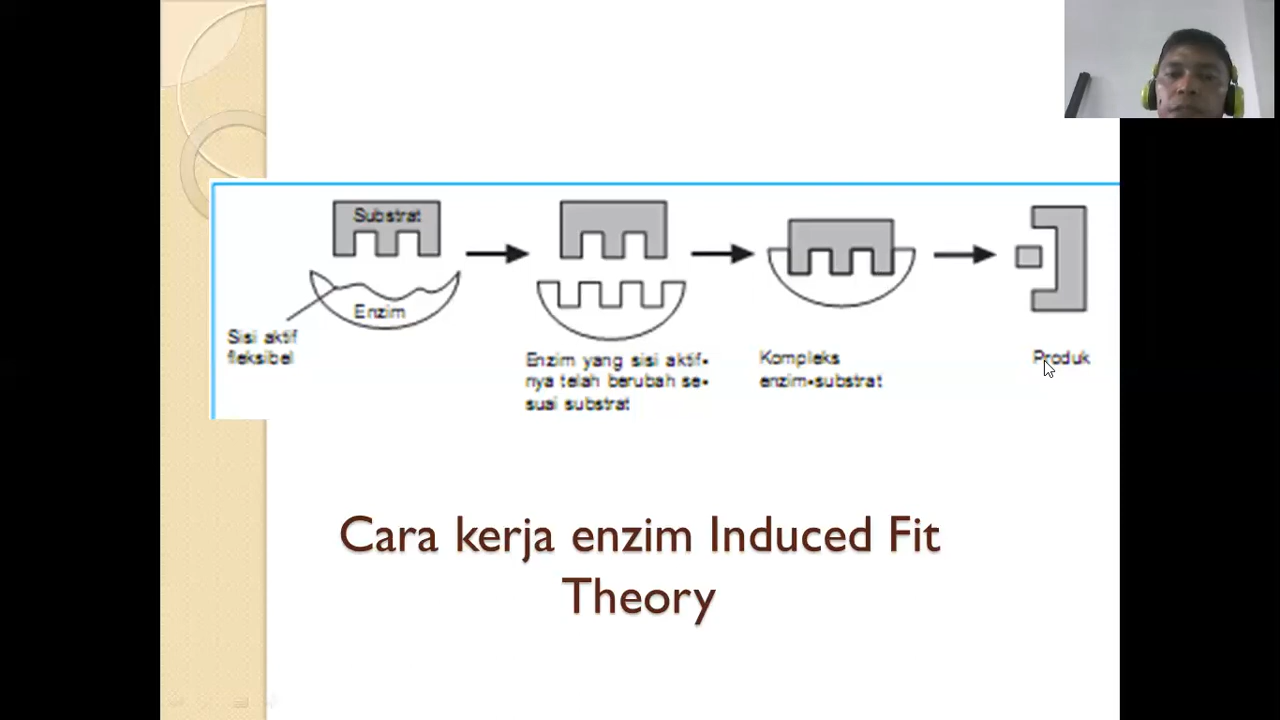 Substrat
Enzim
Sisi aktif
fleksibel
Enzim yang sisi aktif-
nya telah berubah se-
suai substrat
Kompleks
enzim-substrat
Produk
Cara kerja enzim Induced Fit
Theory